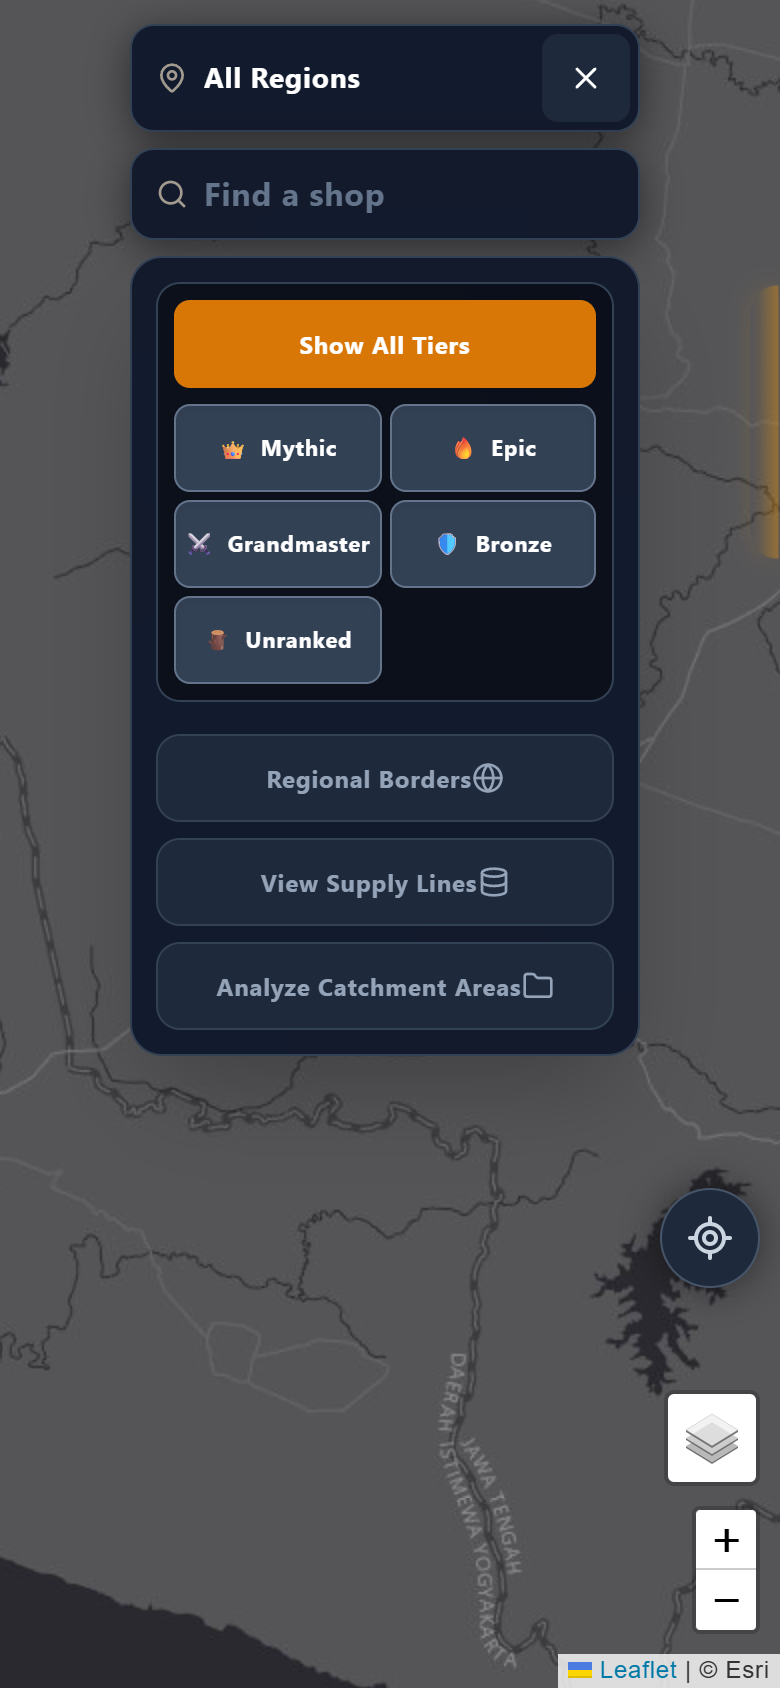 All Regions
Find a shop
Show All Tiers
Mythic
Epic
Grandmaster
Bronze
Unranked
Regional Borders
View Supply Lines
Analyze Catchment Areas
DAERAH ISTIMEWA YOGYAKARTA
JAWA TENGAH
+
−
Leaflet | © Esri